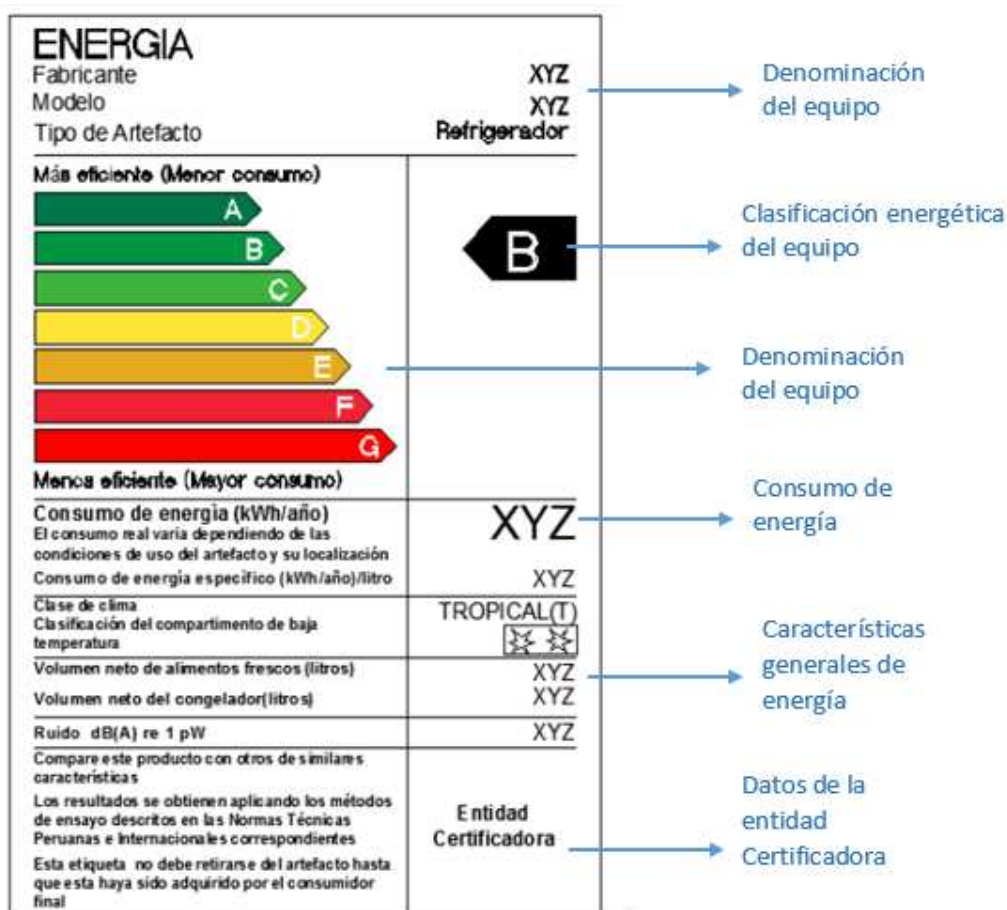 ENERGIA
Fabricante XYZ
Modelo XYZ
Tipo de Artefacto Refrigerador
Denominación
del equipo
Más eficiente (Menor consumo)
A
B
C
D
E
F
G
Menos eficiente (Mayor consumo)
B
Clasificación energética
del equipo
Denominación
del equipo
Consumo de energia (kWh/año) XYZ
El consumo real varia dependiendo de las
condiciones de uso del artefacto y su localización
Consumo de energia específico (kWh/año)/litro XYZ
Consumo de
energía
Clase de clima TROPICAL(T)
Clasificación del compartimento de baja
temperatura
Volumen neto de alimentos frescos (litros) XYZ
Volumen neto del congelador(litros) XYZ
Ruido dB(A) re 1 pW XYZ
Características
generales de
energía
Compare este producto con otros de similares
características
Los resultados se obtienen aplicando los métodos
de ensayo descritos en las Normas Técnicas
Peruanas e Internacionales correspondientes
Esta etiqueta no debe retirarse del artefacto hasta
que esta haya sido adquirido por el consumidor
final
Entidad
Certificadora
Datos de la
entidad
Certificadora